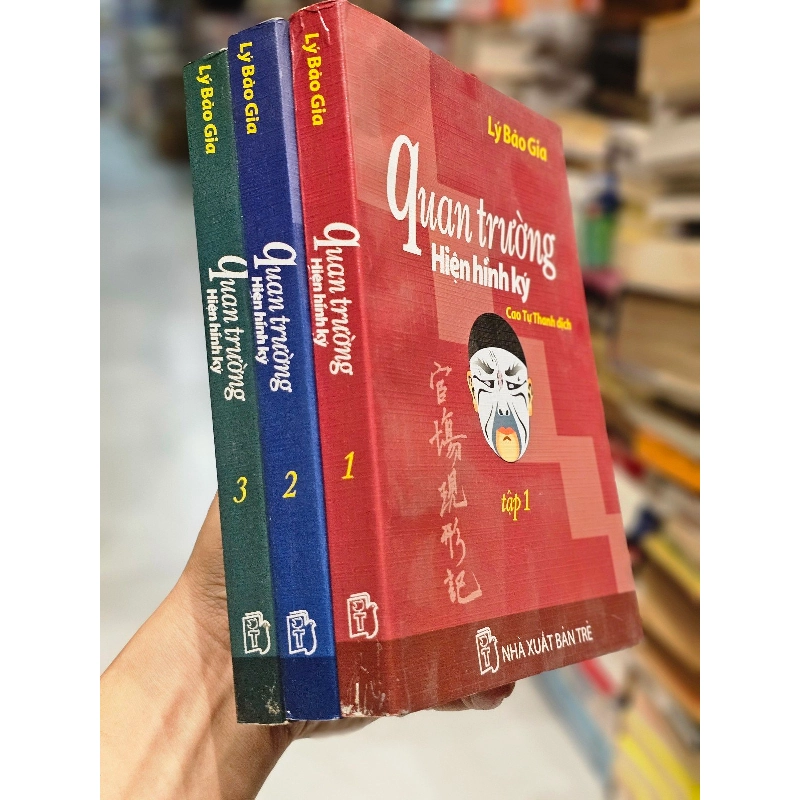 Lý Bảo Gia
quan trường
Hiện hình ký
3
Lý Bảo Gia
quan trường
Hiện hình ký
2
Lý Bảo Gia
quan trường
Hiện hình ký
1
Lý Bảo Gia
quan trường
Hiện hình ký
Cao Tự Thanh dịch
官場現形記
tập 1
NHÀ XUẤT BẢN TRẺ